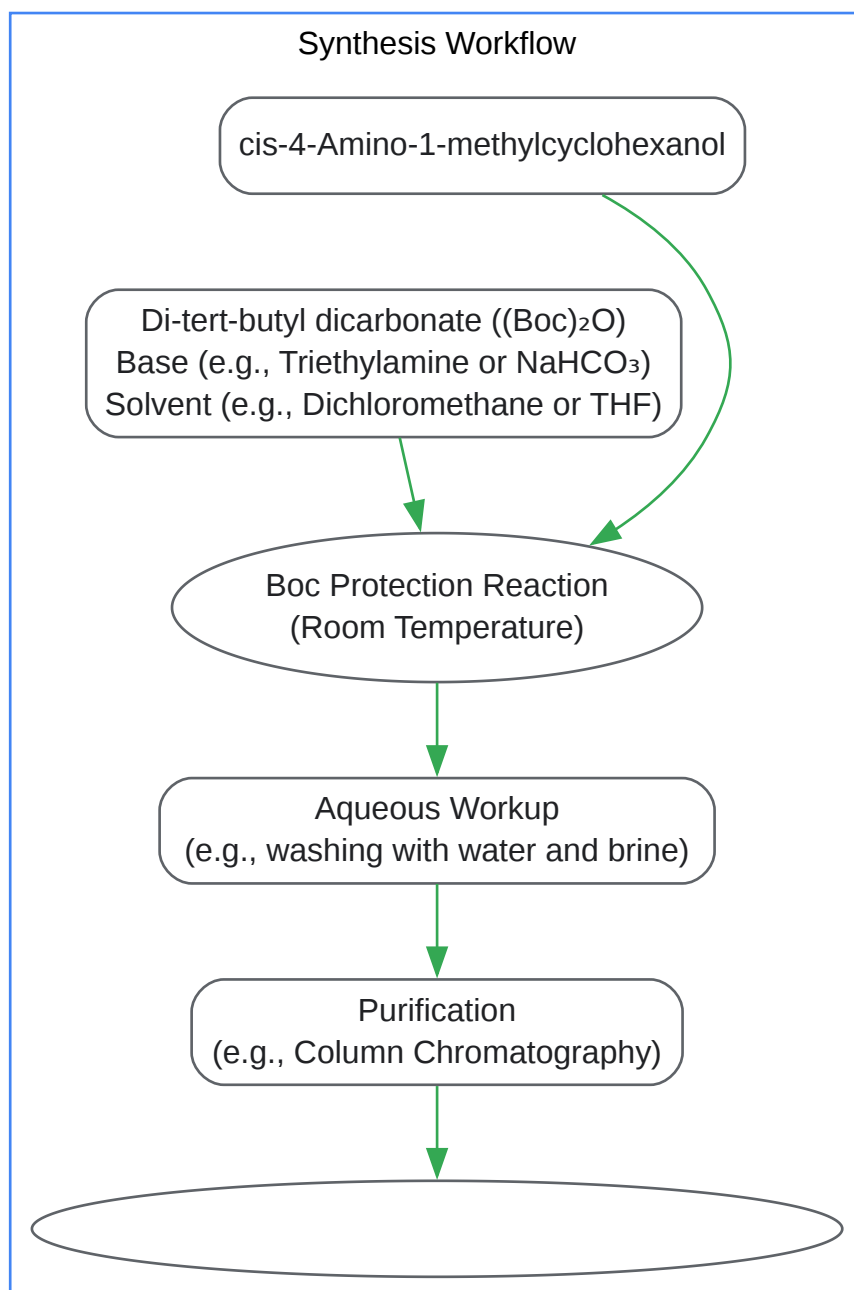 Synthesis Workflow
cis-4-Amino-1-methylcyclohexanol
Di-tert-butyl dicarbonate ((Boc)₂O)
Base (e.g., Triethylamine or NaHCO₃)
Solvent (e.g., Dichloromethane or THF)
Boc Protection Reaction
(Room Temperature)
Aqueous Workup
(e.g., washing with water and brine)
Purification
(e.g., Column Chromatography)